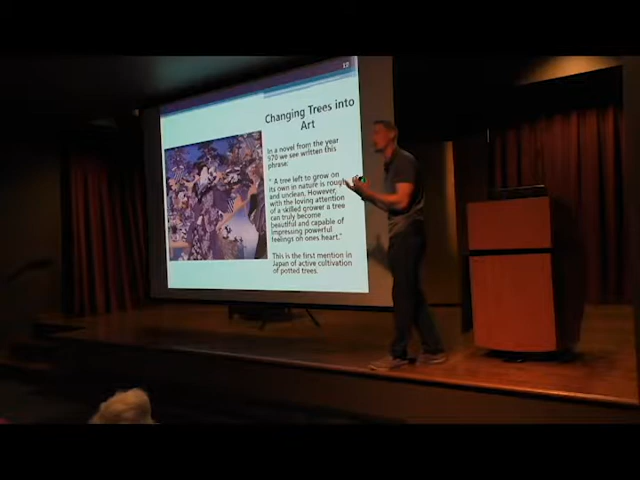 Changing Trees into
Art
In a novel from the year
970 we see written this
phrase:
" A tree left to grow on
its own in nature is rough
and unclean. However,
with the loving attention
of a skilled grower a tree
can truly become
beautiful and capable of
impressing powerful
feelings on ones heart."
This is the first mention in
Japan of active cultivation
of potted trees.